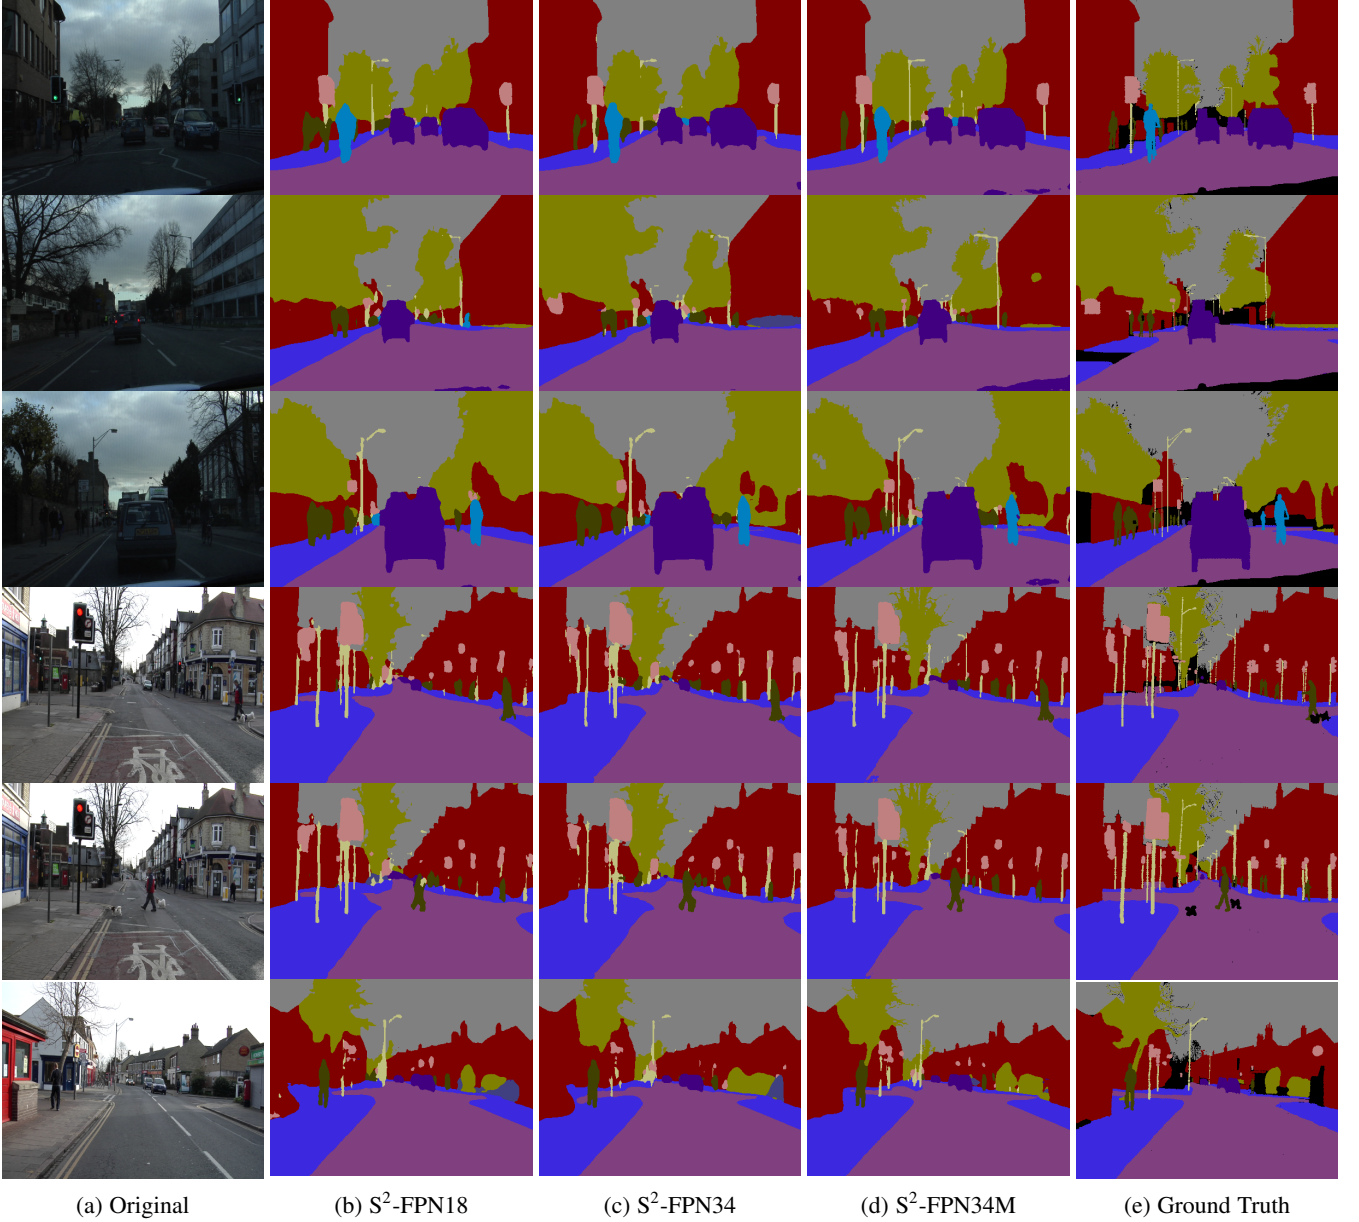 (a) Original
(b) S²-FPN18
(c) S²-FPN34
(d) S²-FPN34M
(e) Ground Truth